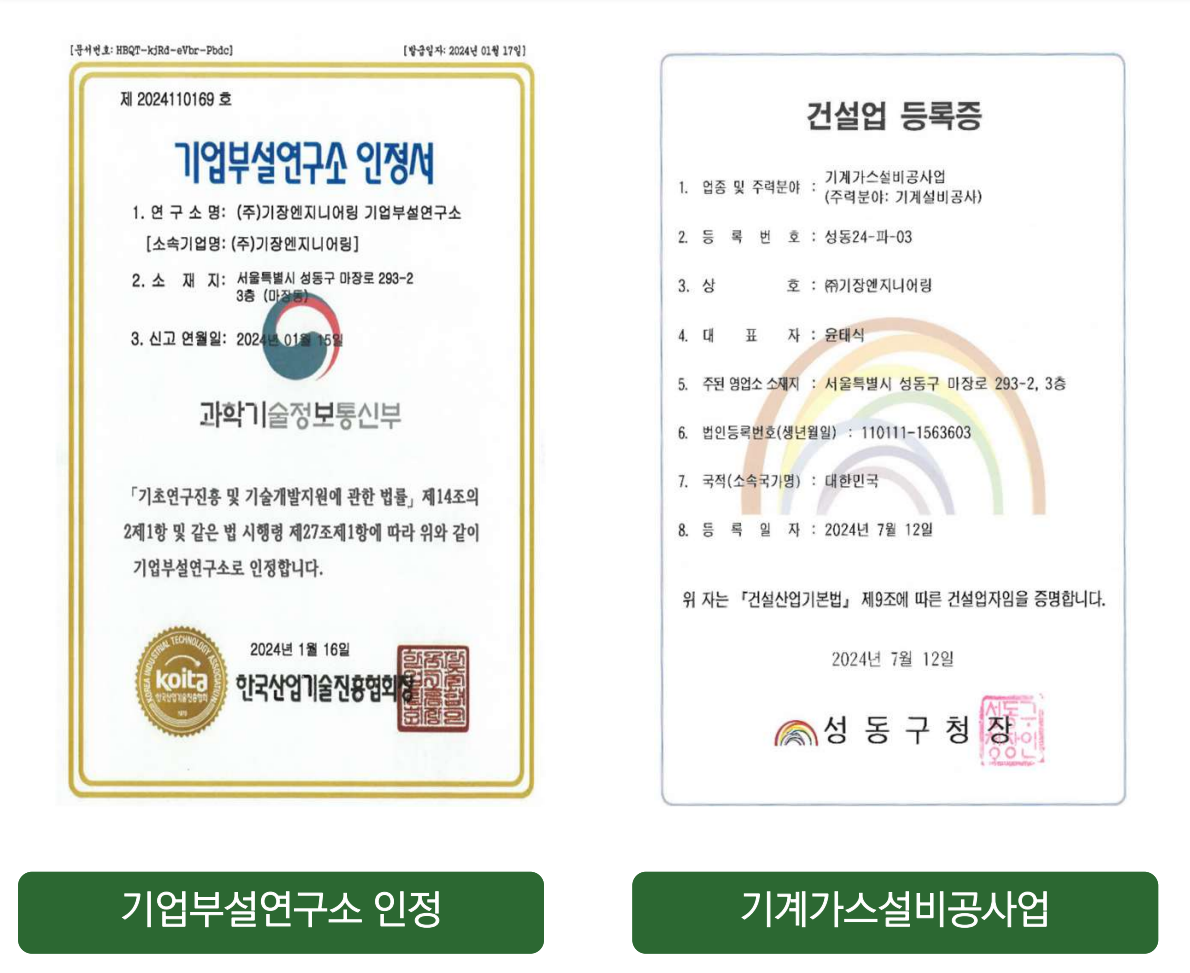 [문서번호: HBQT-kjRd-eVbr-Pbdc]
[발급일자: 2024년 01월 17일]
제 2024110169 호
기업부설연구소 인정서
1. 연 구 소 명: (주)기장엔지니어링 기업부설연구소
[소속기업명: (주)기장엔지니어링]
2. 소 재 지: 서울특별시 성동구 마장로 293-2
3층 (마장동)
3. 신고 연월일: 2024년 01월 15일
과학기술정보통신부
「기초연구진흥 및 기술개발지원에 관한 법률」 제14조의
2제1항 및 같은 법 시행령 제27조제1항에 따라 위와 같이
기업부설연구소로 인정합니다.
2024년 1월 16일
KOREA INDUSTRIAL TECHNOLOGY ASSOCIATION
koita
한국산업기술진흥협회
한국산업기술진흥협회장
기업부설연구소 인정
건설업 등록증
1. 업종 및 주력분야 : 기계가스설비공사업
(주력분야: 기계설비공사)
2. 등 록 번 호 : 성동24-파-03
3. 상 호 : ㈜기장엔지니어링
4. 대 표 자 : 윤태식
5. 주된 영업소 소재지 : 서울특별시 성동구 마장로 293-2, 3층
6. 법인등록번호(생년월일) : 110111-1563603
7. 국적(소속국가명) : 대한민국
8. 등 록 일 자 : 2024년 7월 12일
위 자는 『건설산업기본법』 제9조에 따른 건설업자임을 증명합니다.
2024년 7월 12일
성 동 구 청 장
성동구
청장인
기계가스설비공사업